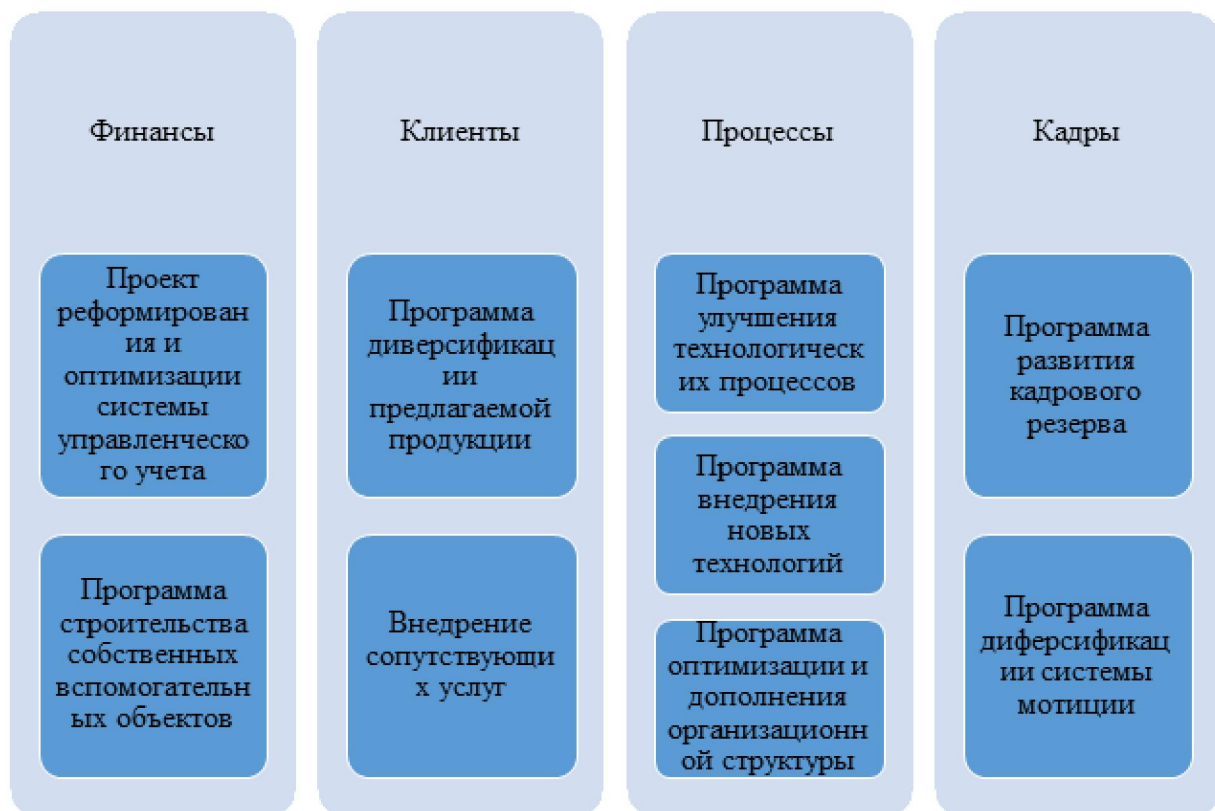 Финансы
Проект
реформирован
ия и
оптимизации
системы
управленческо
го учета
Программа
строительства
собственных
вспомогательн
ых объектов
Клиенты
Программа
диверсификац
ии
предлагаемой
продукции
Внедрение
сопутствующи
х услуг
Процессы
Программа
улучшения
технологическ
их процессов
Программа
внедрения
новых
технологий
Программа
оптимизации и
дополнения
организационн
ой структуры
Кадры
Программа
развития
кадрового
резерва
Программа
диферсификац
ии системы
мотиции